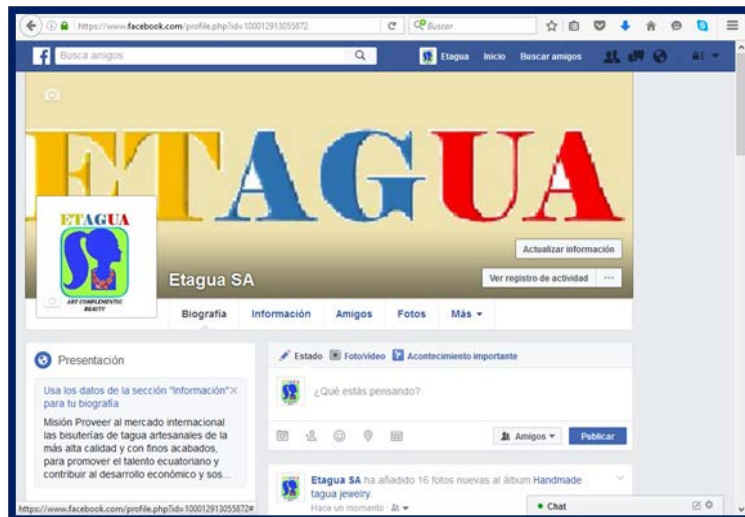 https://www.facebook.com/profile.php?id=100012913055872
Buscar
Busca amigos
Etagua Inicio Buscar amigos
ETAGUA
ETAGUA
ART COMPLEMENTIC
BEAUTY
Etagua SA
Actualizar información
Ver registro de actividad ...
Biografía Información Amigos Fotos Más
Presentación
Usa los datos de la sección "Información"
para tu biografía
Misión Proveer al mercado internacional
las bisuterías de tagua artesanales de la
más alta calidad y con finos acabados,
para promover el talento ecuatoriano y
contribuir al desarrollo económico y sos...
Estado Foto/vídeo Acontecimiento importante
¿Qué estás pensando?
Amigos Publicar
Etagua SA ha añadido 16 fotos nuevas al álbum Handmade
tagua jewelry.
Hace un momento
https://www.facebook.com/profile.php?id=100012913055872#
Chat